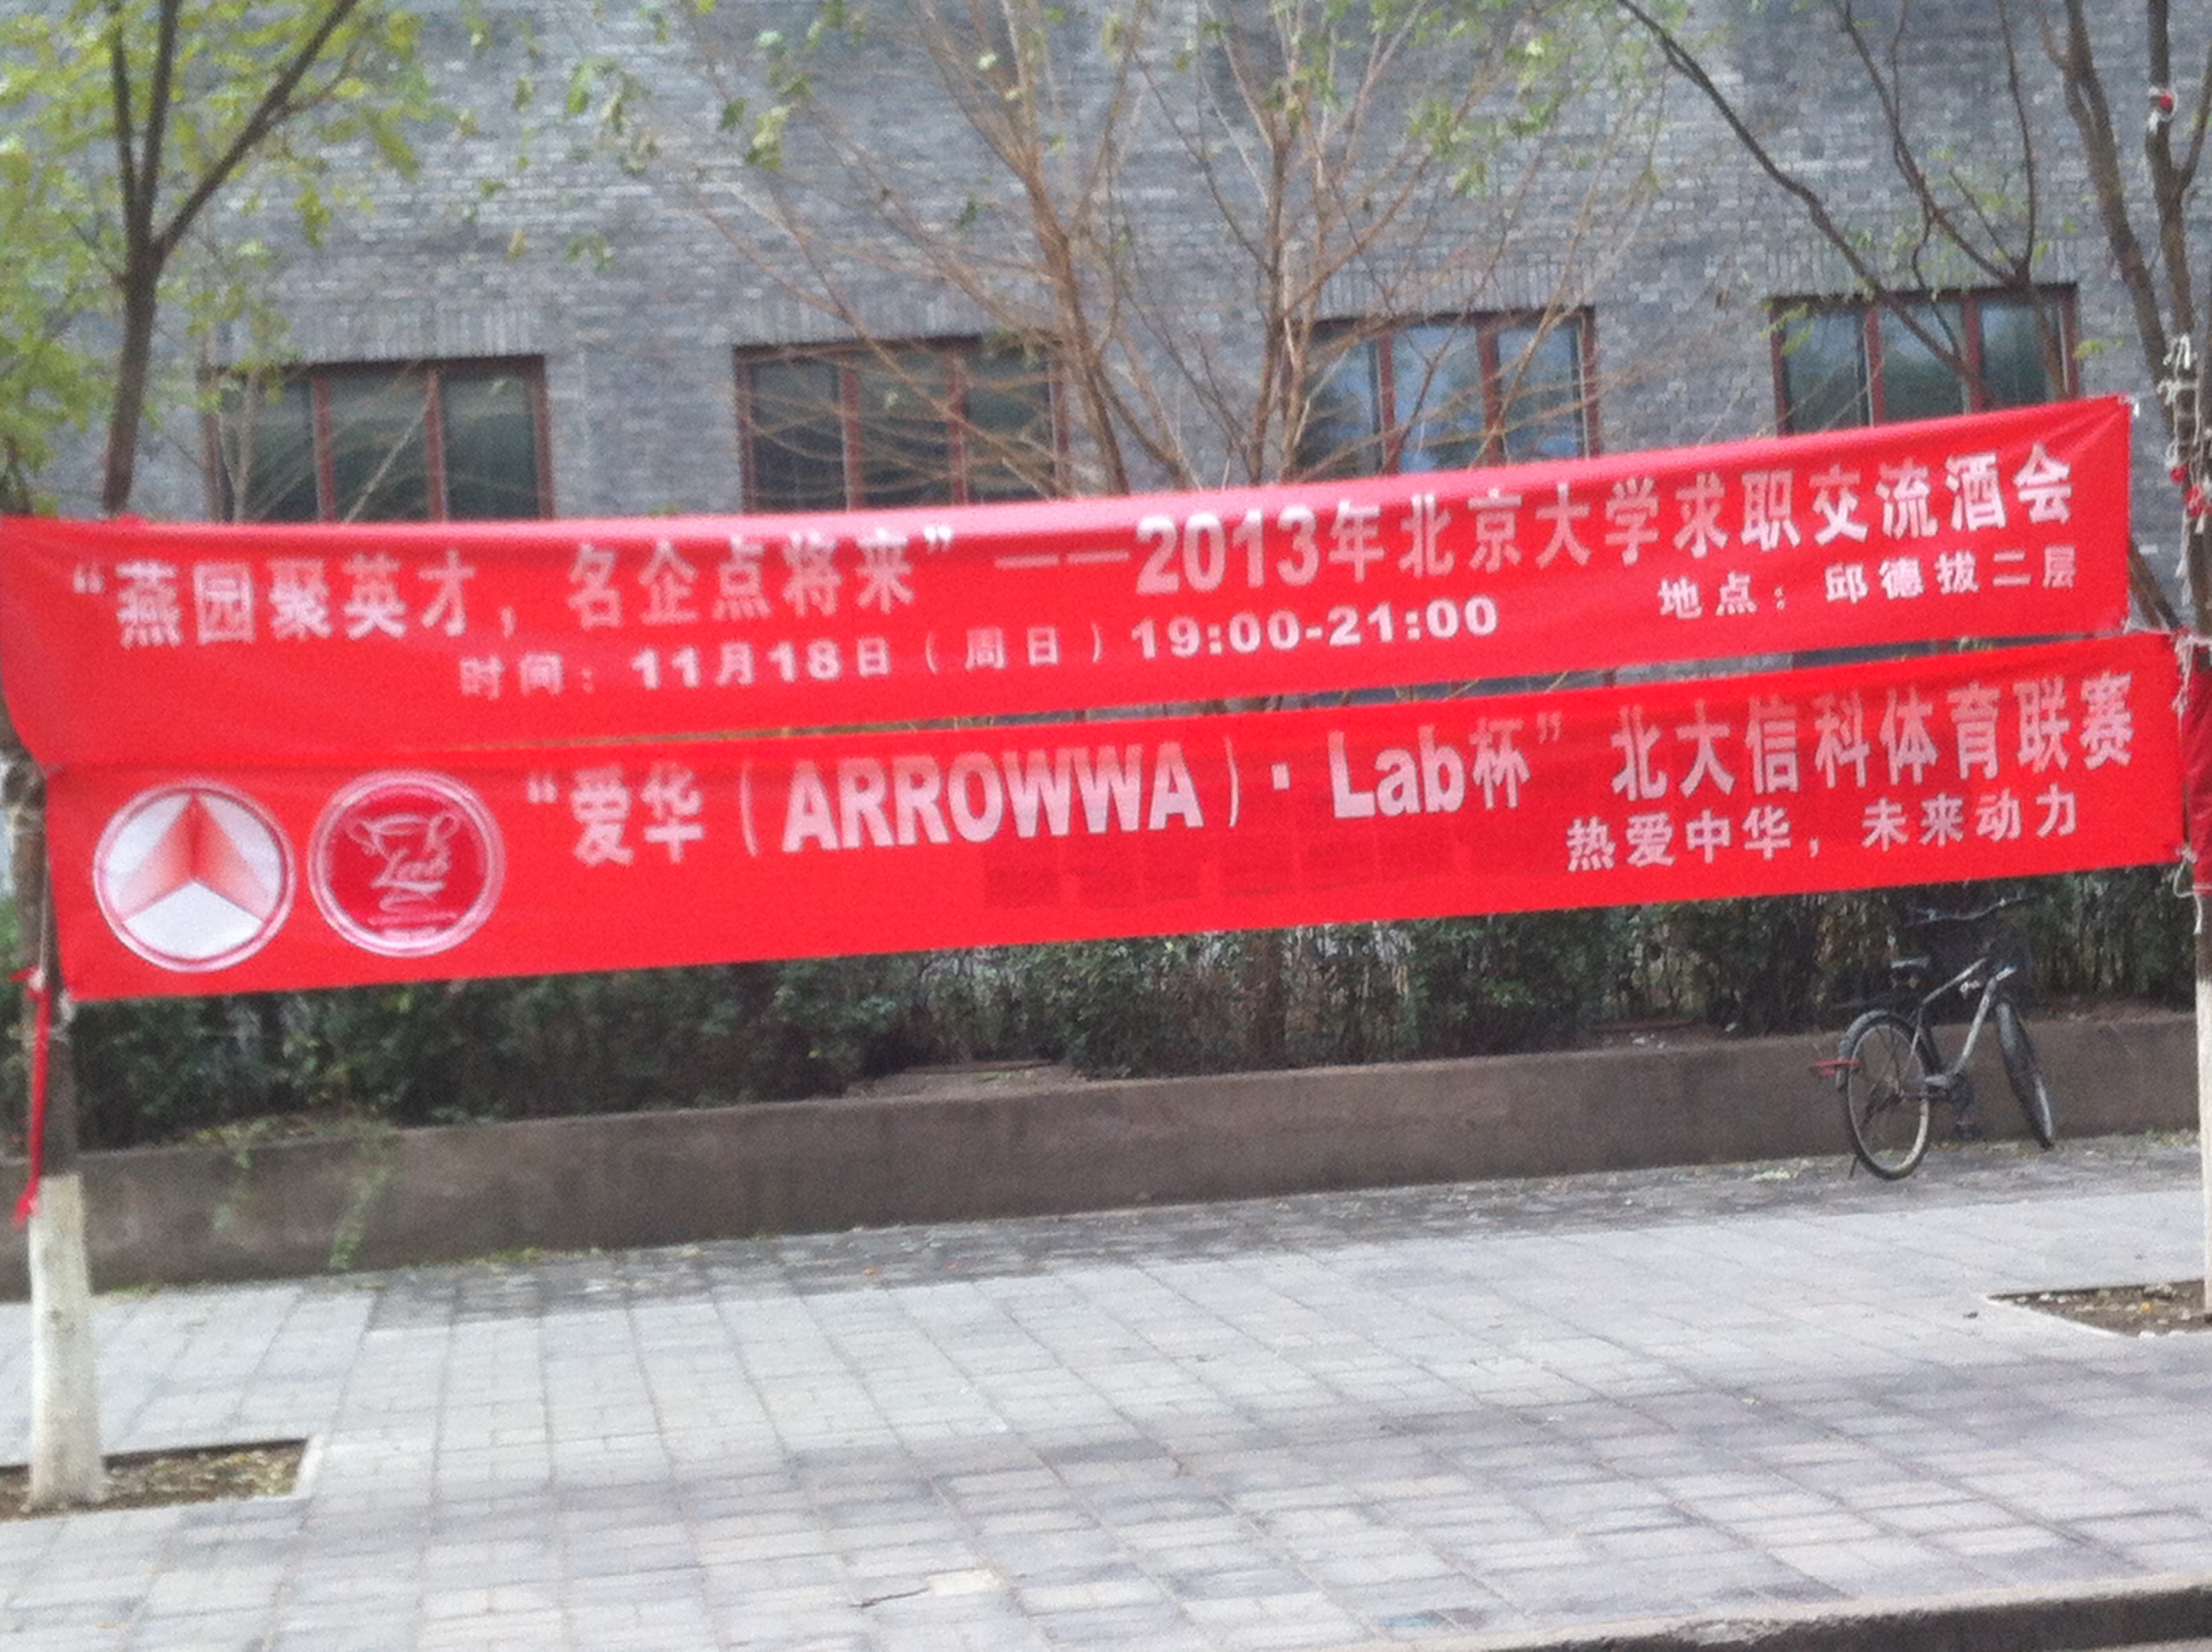 “燕园聚英才，名企点将来”——2013年北京大学求职交流酒会
时间：11月18日（周日）19:00-21:00 地点：邱德拔二层
“爱华（ARROWWA）·Lab杯”北大信科体育联赛
热爱中华，未来动力